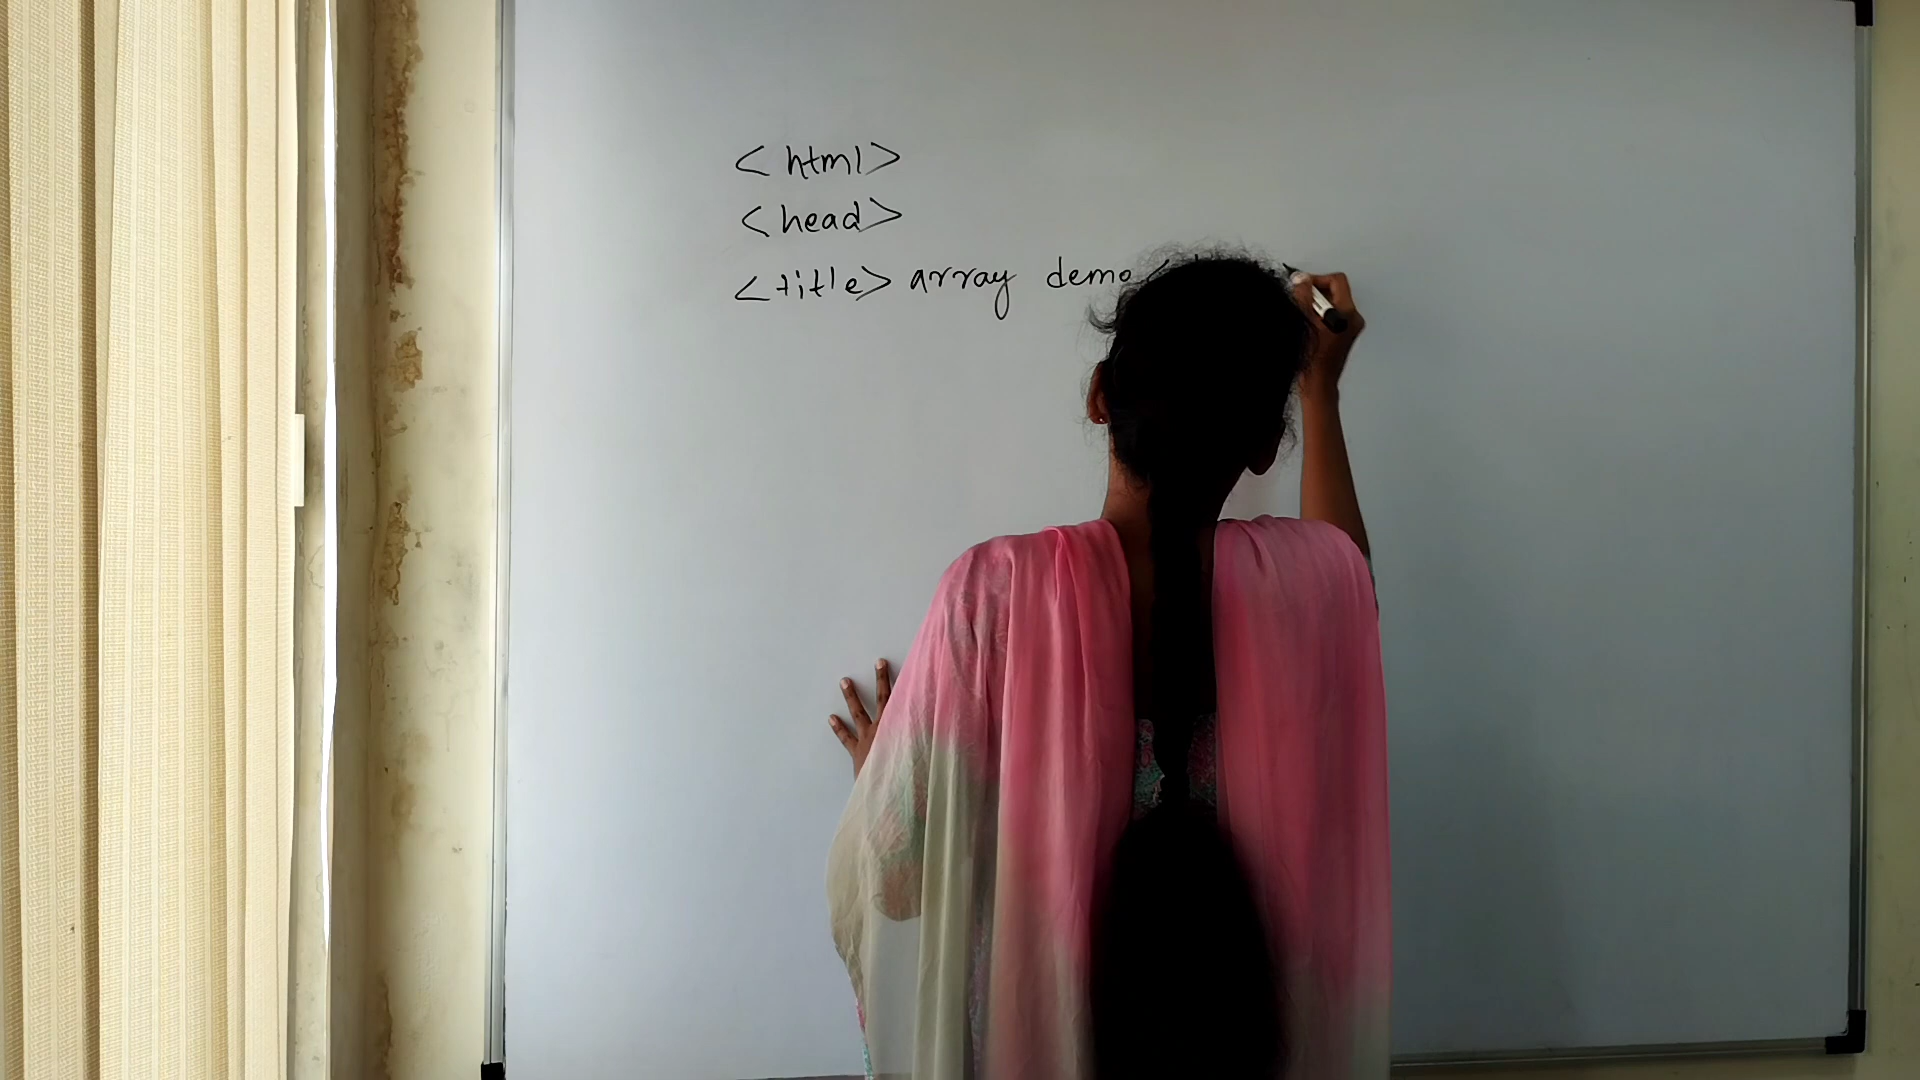 < html>
<head>
<title> array demo <